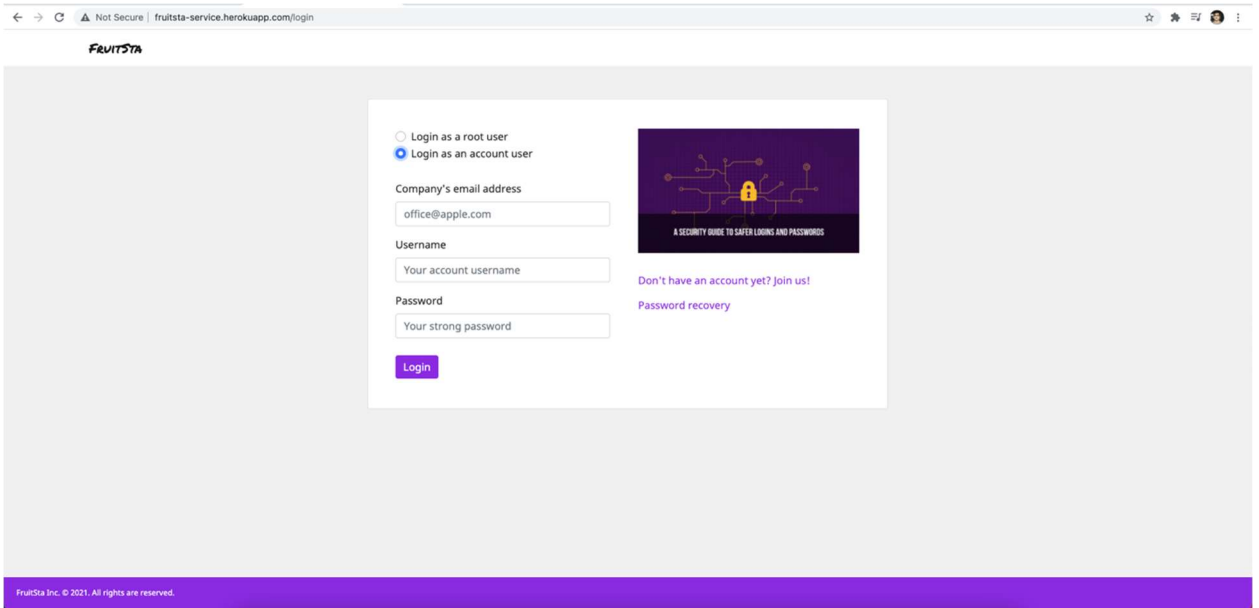 Not Secure | fruitsta-service.herokuapp.com/login
FRUITSTA
Login as a root user
Login as an account user
Company's email address
office@apple.com
Username
Your account username
Password
Your strong password
Login
A SECURITY GUIDE TO SAFER LOGINS AND PASSWORDS
Don't have an account yet? Join us!
Password recovery
FruitSta Inc. © 2021. All rights are reserved.